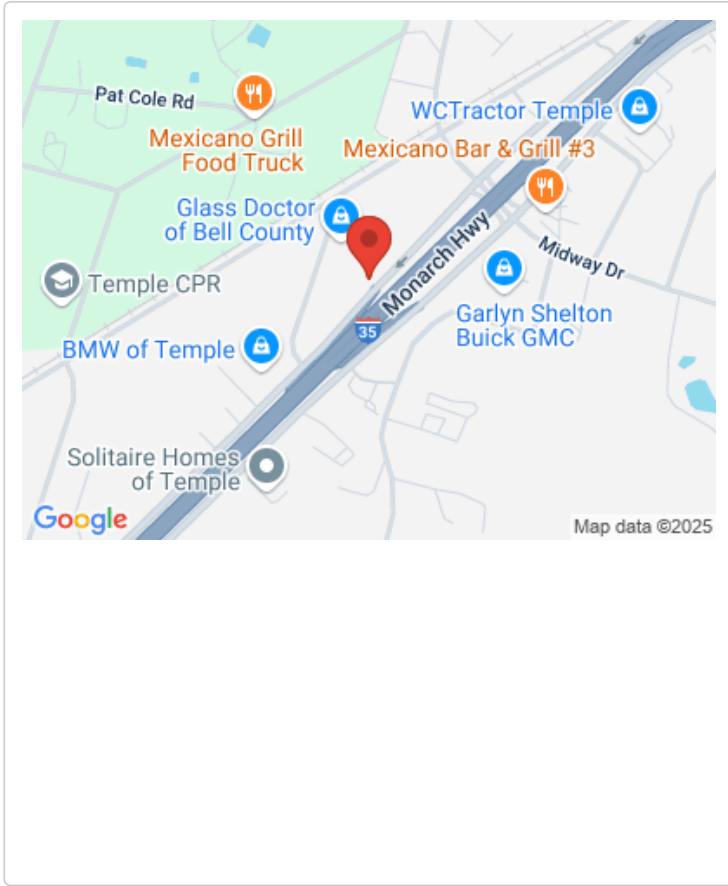 Pat Cole Rd
Mexicano Grill
Food Truck
WCTractor Temple
Mexicano Bar & Grill #3
Glass Doctor
of Bell County
Monarch Hwy
Midway Dr
Temple CPR
35
Garlyn Shelton
Buick GMC
BMW of Temple
Solitaire Homes
of Temple
Google
Map data ©2025